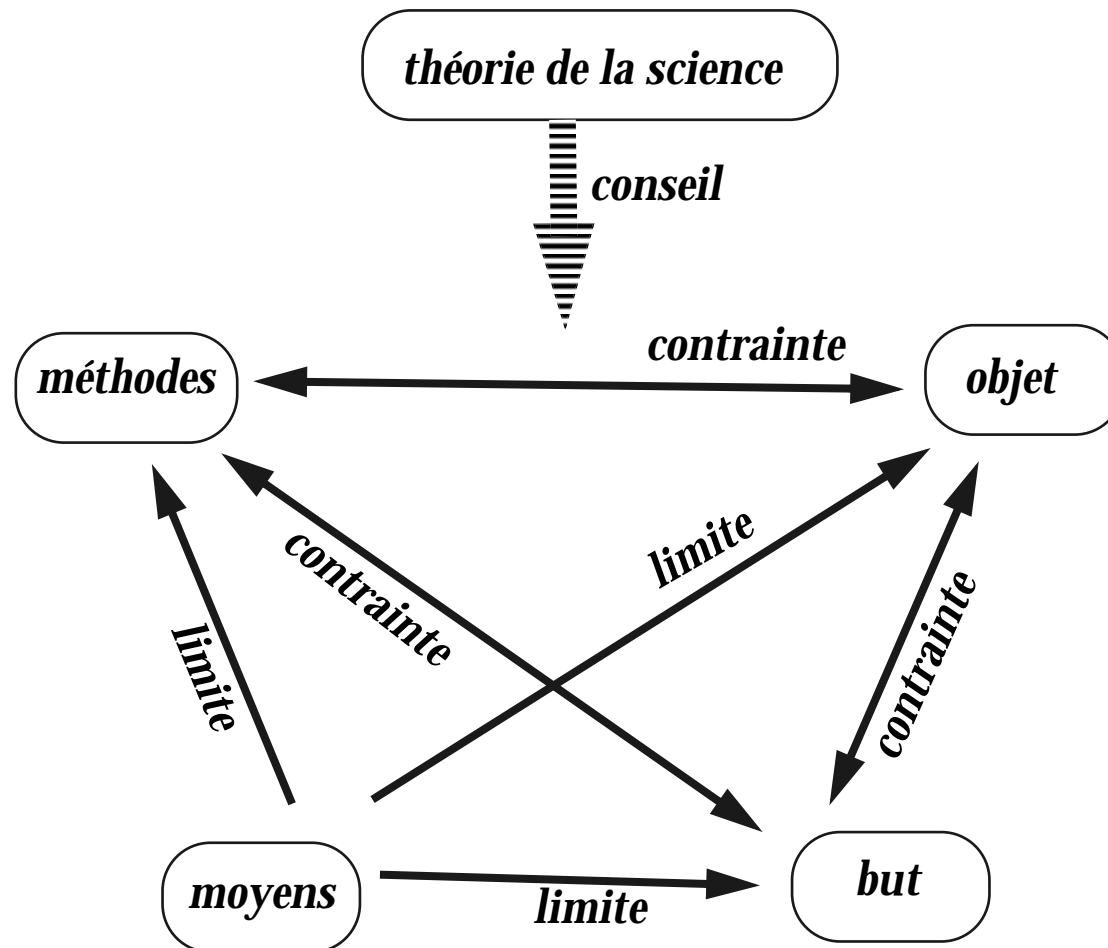 théorie de la science
conseil
contrainte
méthodes
objet
limite
contrainte
contrainte
limite
moyens
but
limite